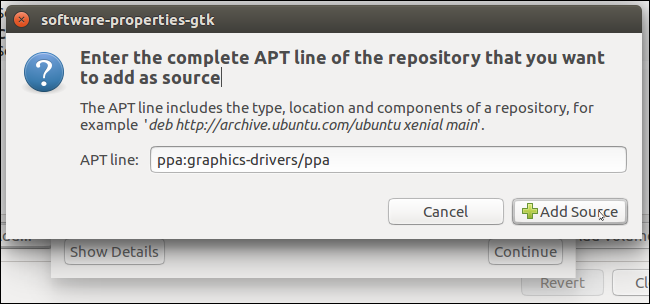 software-properties-gtk
Enter the complete APT line of the repository that you want
to add as source
The APT line includes the type, location and components of a repository, for
example 'deb http://archive.ubuntu.com/ubuntu xenial main'.
APT line: ppa:graphics-drivers/ppa
Cancel Add Source
Show Details Continue
Revert